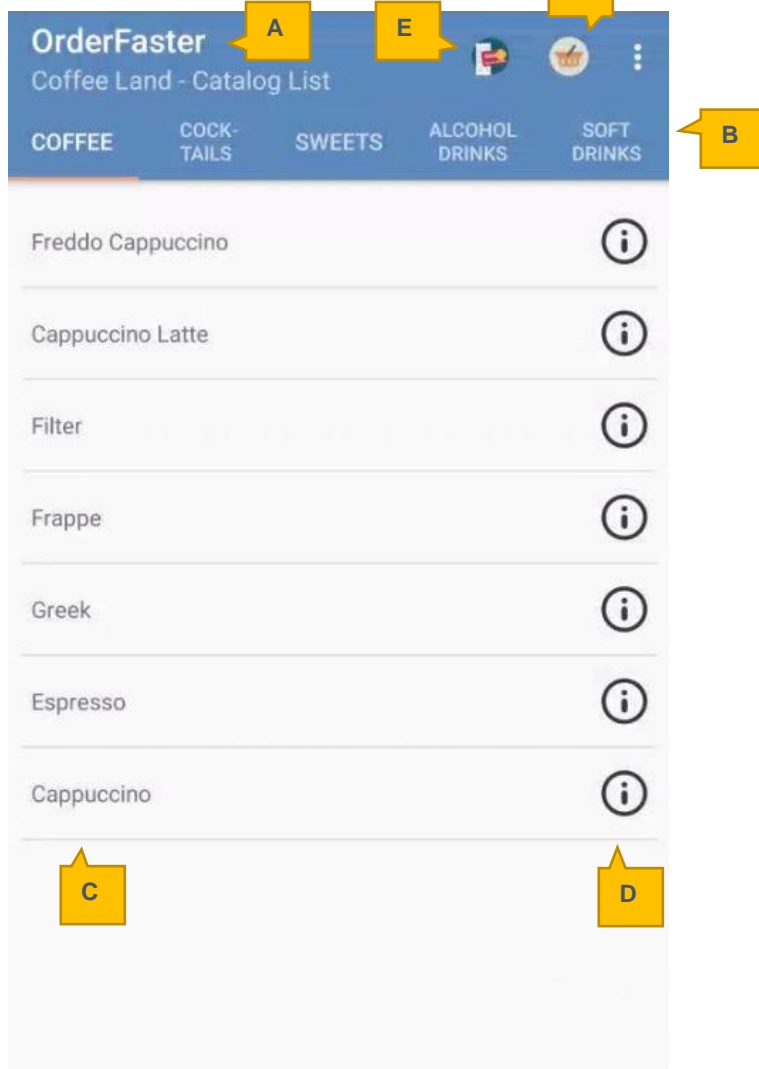 OrderFaster
A
E
Coffee Land - Catalog List
COFFEE
COCK-
TAILS
SWEETS
ALCOHOL
DRINKS
SOFT
DRINKS
B
Freddo Cappuccino
Cappuccino Latte
Filter
Frappe
Greek
Espresso
Cappuccino
C
D